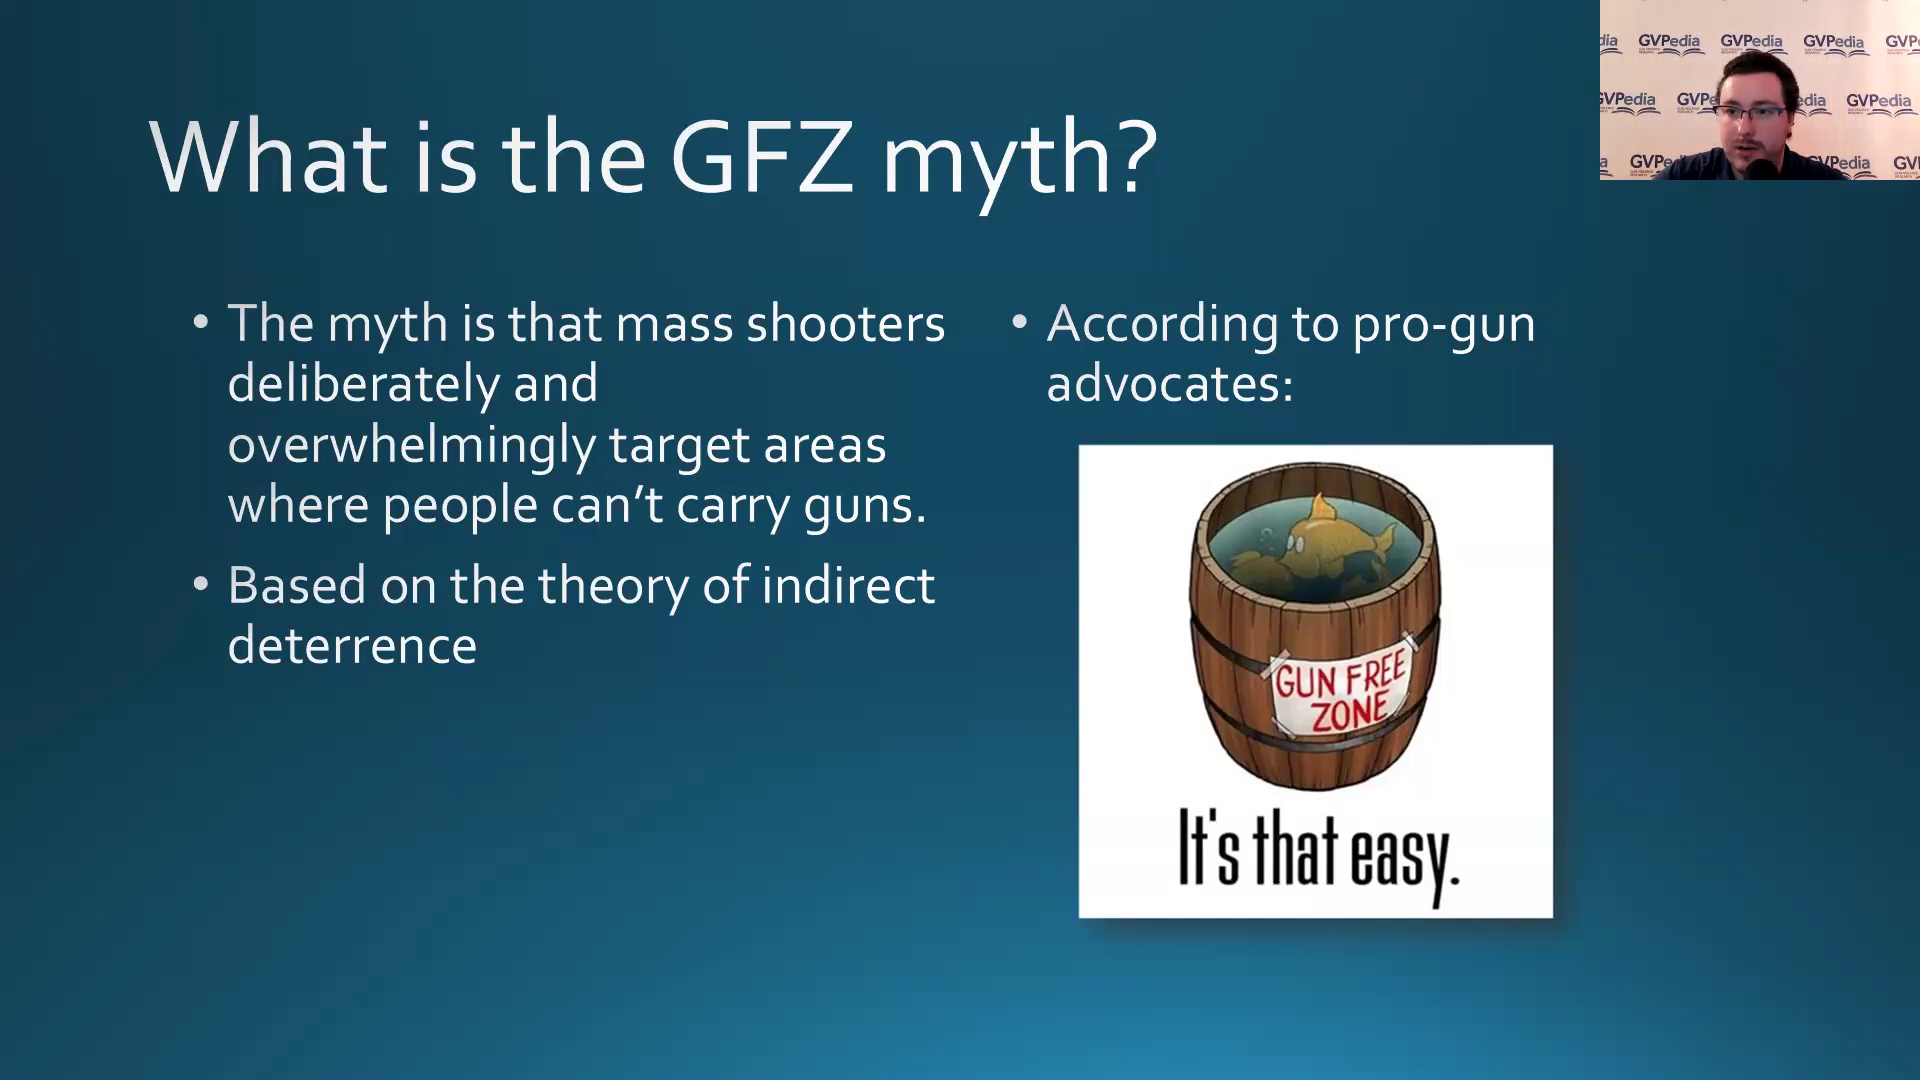 What is the GFZ myth?
• The myth is that mass shooters
deliberately and
overwhelmingly target areas
where people can’t carry guns.
• Based on the theory of indirect
deterrence
• According to pro-gun
advocates:
GUN FREE
ZONE
It's that easy.
GVPedia GVPedia GVPedia
GVPedia
GVPedia